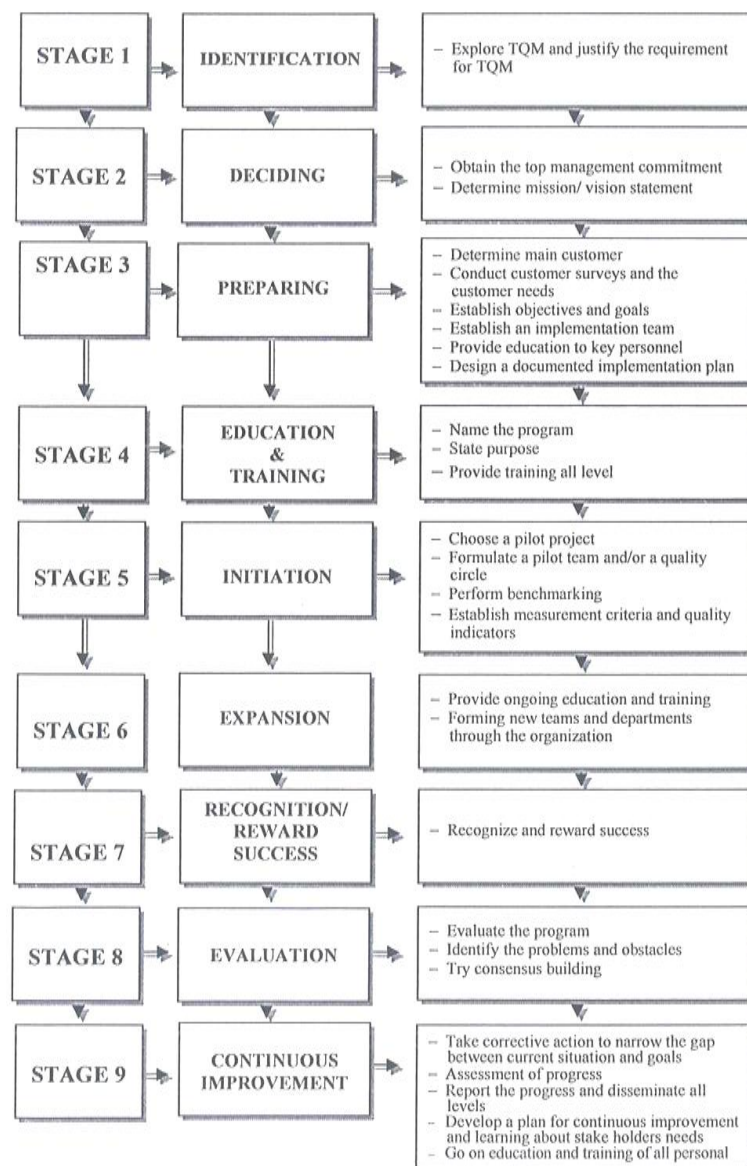 STAGE 1
IDENTIFICATION
– Explore TQM and justify the requirement
for TQM
STAGE 2
DECIDING
– Obtain the top management commitment
– Determine mission/ vision statement
STAGE 3
PREPARING
– Determine main customer
– Conduct customer surveys and the
customer needs
– Establish objectives and goals
– Establish an implementation team
– Provide education to key personnel
– Design a documented implementation plan
STAGE 4
EDUCATION
&
TRAINING
– Name the program
– State purpose
– Provide training all level
STAGE 5
INITIATION
– Choose a pilot project
– Formulate a pilot team and/or a quality
circle
– Perform benchmarking
– Establish measurement criteria and quality
indicators
STAGE 6
EXPANSION
– Provide ongoing education and training
– Forming new teams and departments
through the organization
STAGE 7
RECOGNITION/
REWARD
SUCCESS
– Recognize and reward success
STAGE 8
EVALUATION
– Evaluate the program
– Identify the problems and obstacles
– Try consensus building
STAGE 9
CONTINUOUS
IMPROVEMENT
– Take corrective action to narrow the gap
between current situation and goals
– Assessment of progress
– Report the progress and disseminate all
levels
– Develop a plan for continuous improvement
and learning about stake holders needs
– Go on education and training of all personal